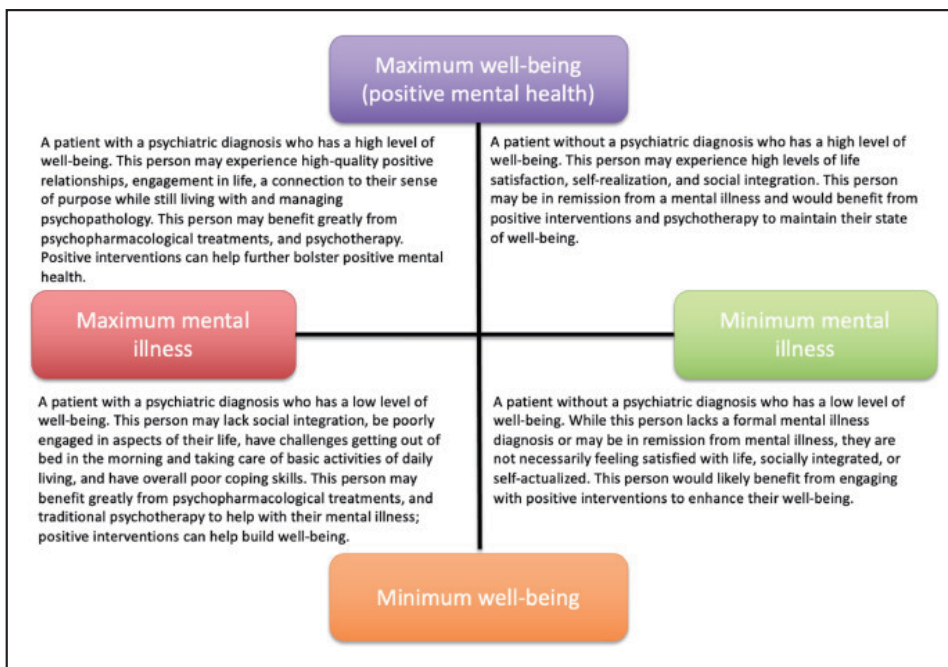 Maximum well-being
(positive mental health)
A patient with a psychiatric diagnosis who has a high level of
well-being. This person may experience high-quality positive
relationships, engagement in life, a connection to their sense
of purpose while still living with and managing
psychopathology. This person may benefit greatly from
psychopharmacological treatments, and psychotherapy.
Positive interventions can help further bolster positive mental
health.
A patient without a psychiatric diagnosis who has a high level of
well-being. This person may experience high levels of life
satisfaction, self-realization, and social integration. This person
may be in remission from a mental illness and would benefit from
positive interventions and psychotherapy to maintain their state
of well-being.
Maximum mental
illness
Minimum mental
illness
A patient with a psychiatric diagnosis who has a low level of
well-being. This person may lack social integration, be poorly
engaged in aspects of their life, have challenges getting out of
bed in the morning and taking care of basic activities of daily
living, and have overall poor coping skills. This person may
benefit greatly from psychopharmacological treatments, and
traditional psychotherapy to help with their mental illness;
positive interventions can help build well-being.
A patient without a psychiatric diagnosis who has a low level of
well-being. While this person lacks a formal mental illness
diagnosis or may be in remission from mental illness, they are
not necessarily feeling satisfied with life, socially integrated, or
self-actualized. This person would likely benefit from engaging
with positive interventions to enhance their well-being.
Minimum well-being